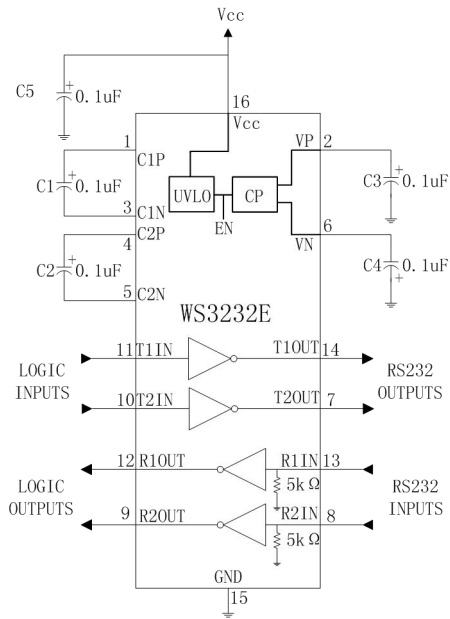 Vcc
C5
+
0.1uF
16
Vcc
1
C1P
VP
2
C1
+
0.1uF
UVLO
CP
C3
+
0.1uF
3
C1N
EN
C2P
4
6
VN
C2
+
0.1uF
C4
0.1uF
+
5
C2N
WS3232E
LOGIC
INPUTS
11
T1IN
T1OUT
14
10
T2IN
T2OUT
7
RS232
OUTPUTS
LOGIC
OUTPUTS
12
R1OUT
R1IN
13
5kΩ
9
R2OUT
R2IN
8
5kΩ
RS232
INPUTS
GND
15